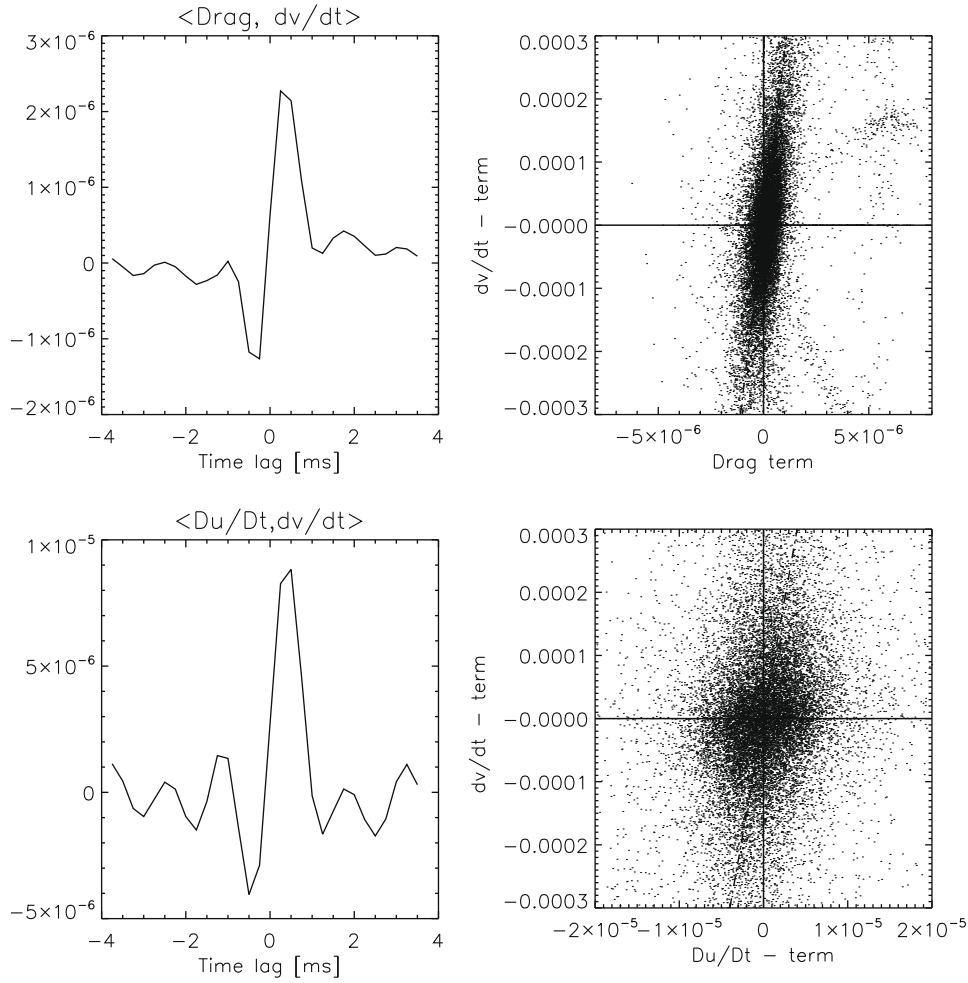 <Drag, dv/dt>
3×10⁻⁶
2×10⁻⁶
1×10⁻⁶
0
−1×10⁻⁶
−2×10⁻⁶
−4 −2 0 2 4
Time lag [ms]
0.0003
0.0002
0.0001
−0.0000
−0.0001
−0.0002
−0.0003
dv/dt − term
−5×10⁻⁶ 0 5×10⁻⁶
Drag term
<Du/Dt,dv/dt>
1×10⁻⁵
5×10⁻⁶
0
−5×10⁻⁶
−4 −2 0 2 4
Time lag [ms]
0.0003
0.0002
0.0001
−0.0000
−0.0001
−0.0002
−0.0003
dv/dt − term
−2×10⁻⁵ −1×10⁻⁵ 0 1×10⁻⁵ 2×10⁻⁵
Du/Dt − term